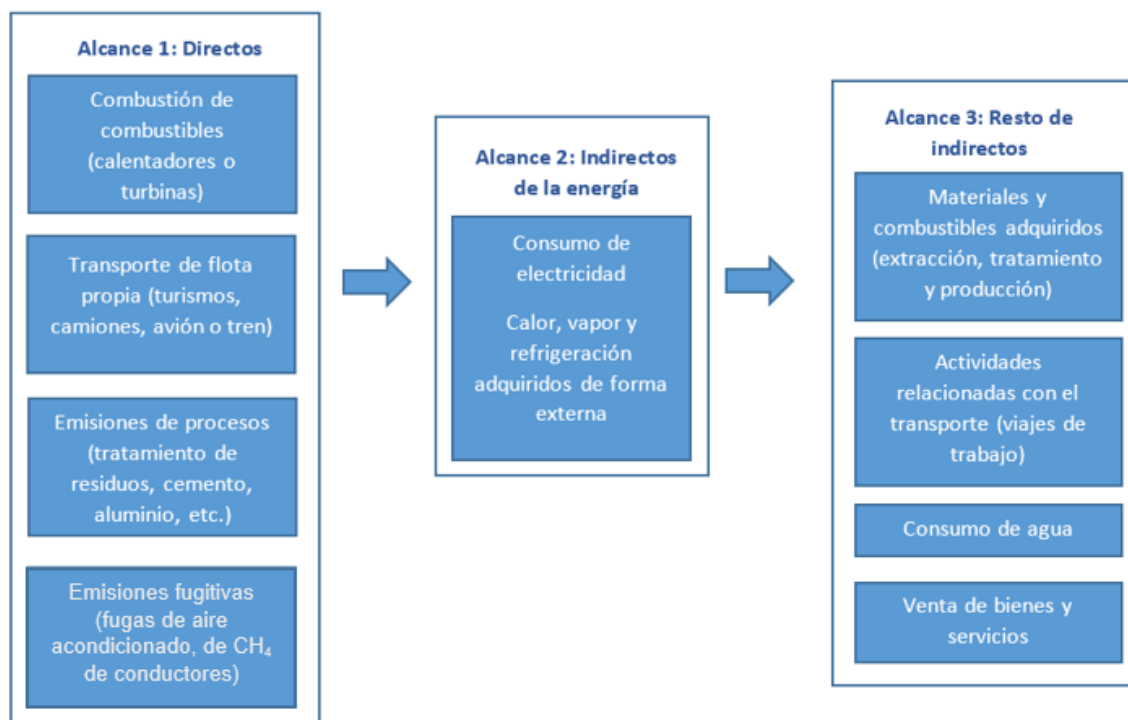 Alcance 1: Directos
Combustión de
combustibles
(calentadores o
turbinas)
Transporte de flota
propia (turismos,
camiones, avión o tren)
Emisiones de procesos
(tratamiento de
residuos, cemento,
aluminio, etc.)
Emisiones fugitivas
(fugas de aire
acondicionado, de CH₄
de conductores)
Alcance 2: Indirectos
de la energía
Consumo de
electricidad
Calor, vapor y
refrigeración
adquiridos de forma
externa
Alcance 3: Resto de
indirectos
Materiales y
combustibles adquiridos
(extracción, tratamiento
y producción)
Actividades
relacionadas con el
transporte (viajes de
trabajo)
Consumo de agua
Venta de bienes y
servicios